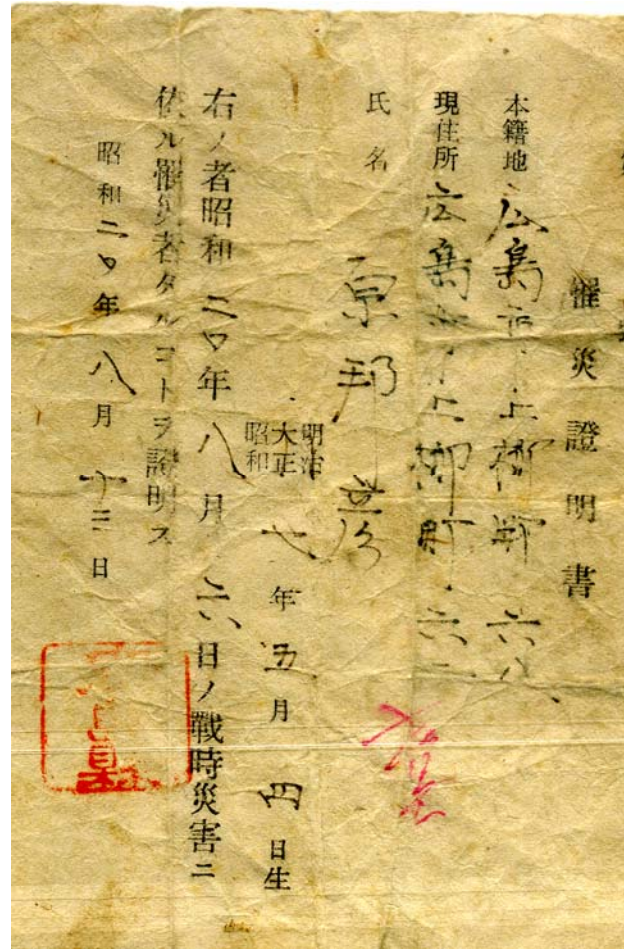 罹災證明書
本籍地 広島市上柳町 六
現住所 広島市上柳町 六二
氏名 原邦
明治
大正
昭和
七年五月四日生
右ノ者昭和二〇年八月六日ノ戰時災害ニ
依ル罹災者タルコトヲ證明ス
昭和二〇年八月十三日